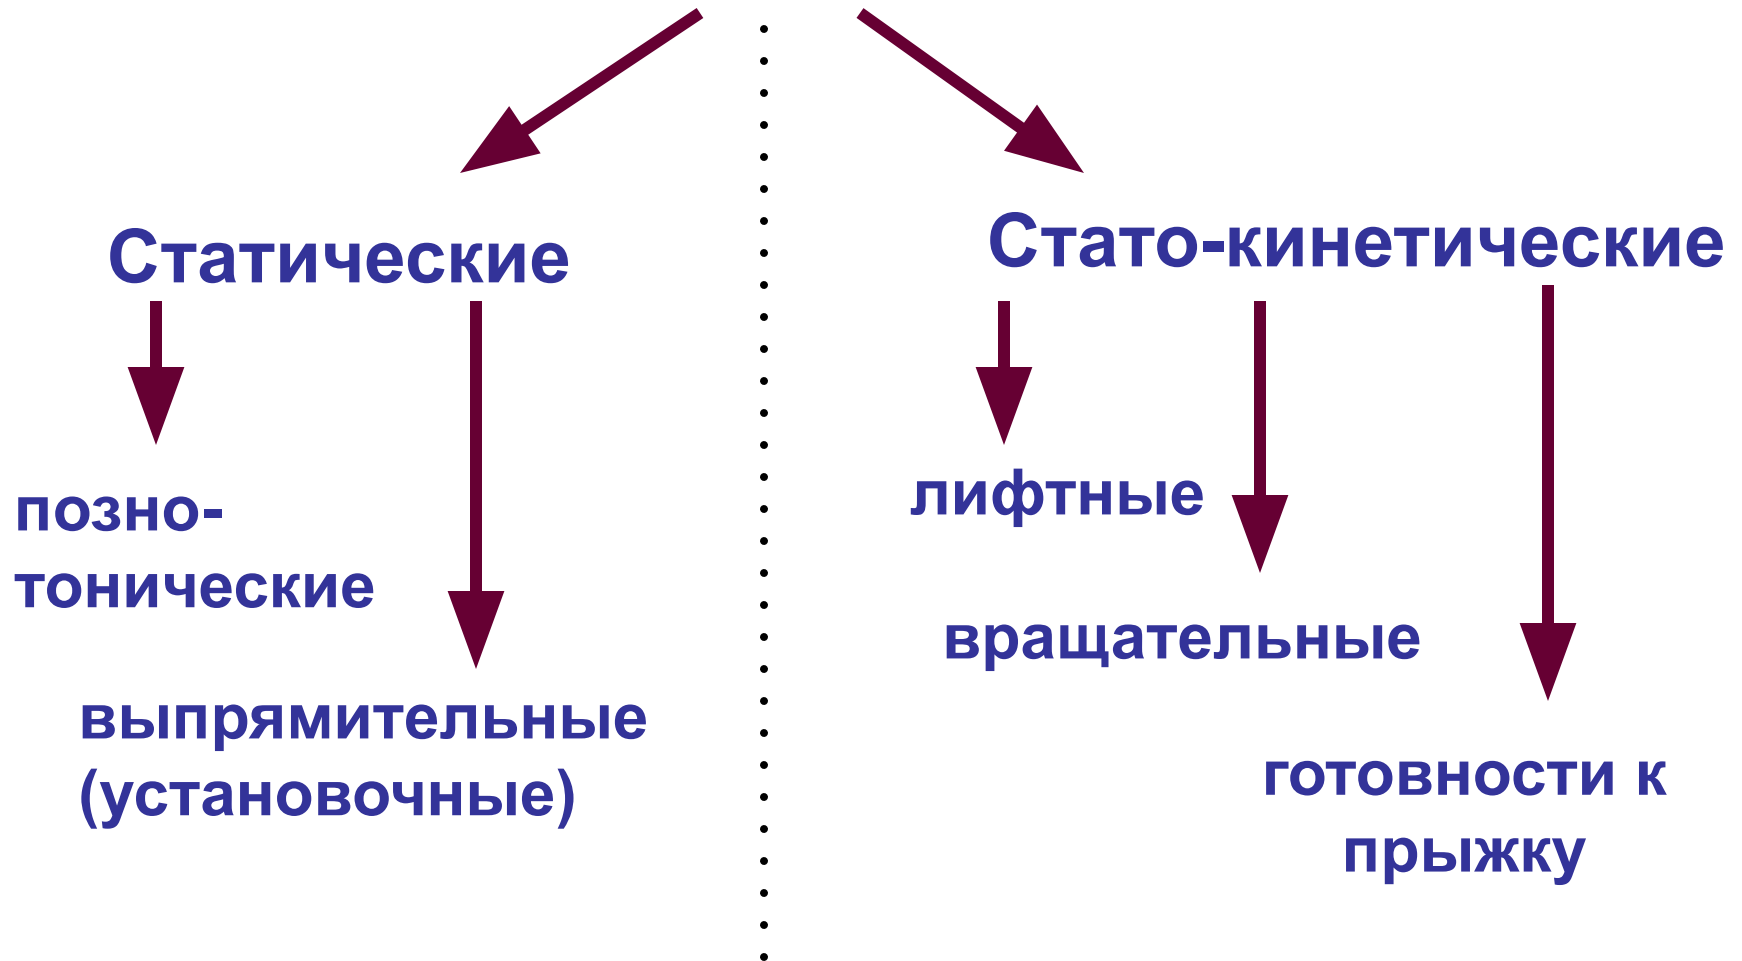 Статические
позно-
тонические
выпрямительные
(установочные)
Стато-кинетические
лифтные
вращательные
готовности к
прыжку